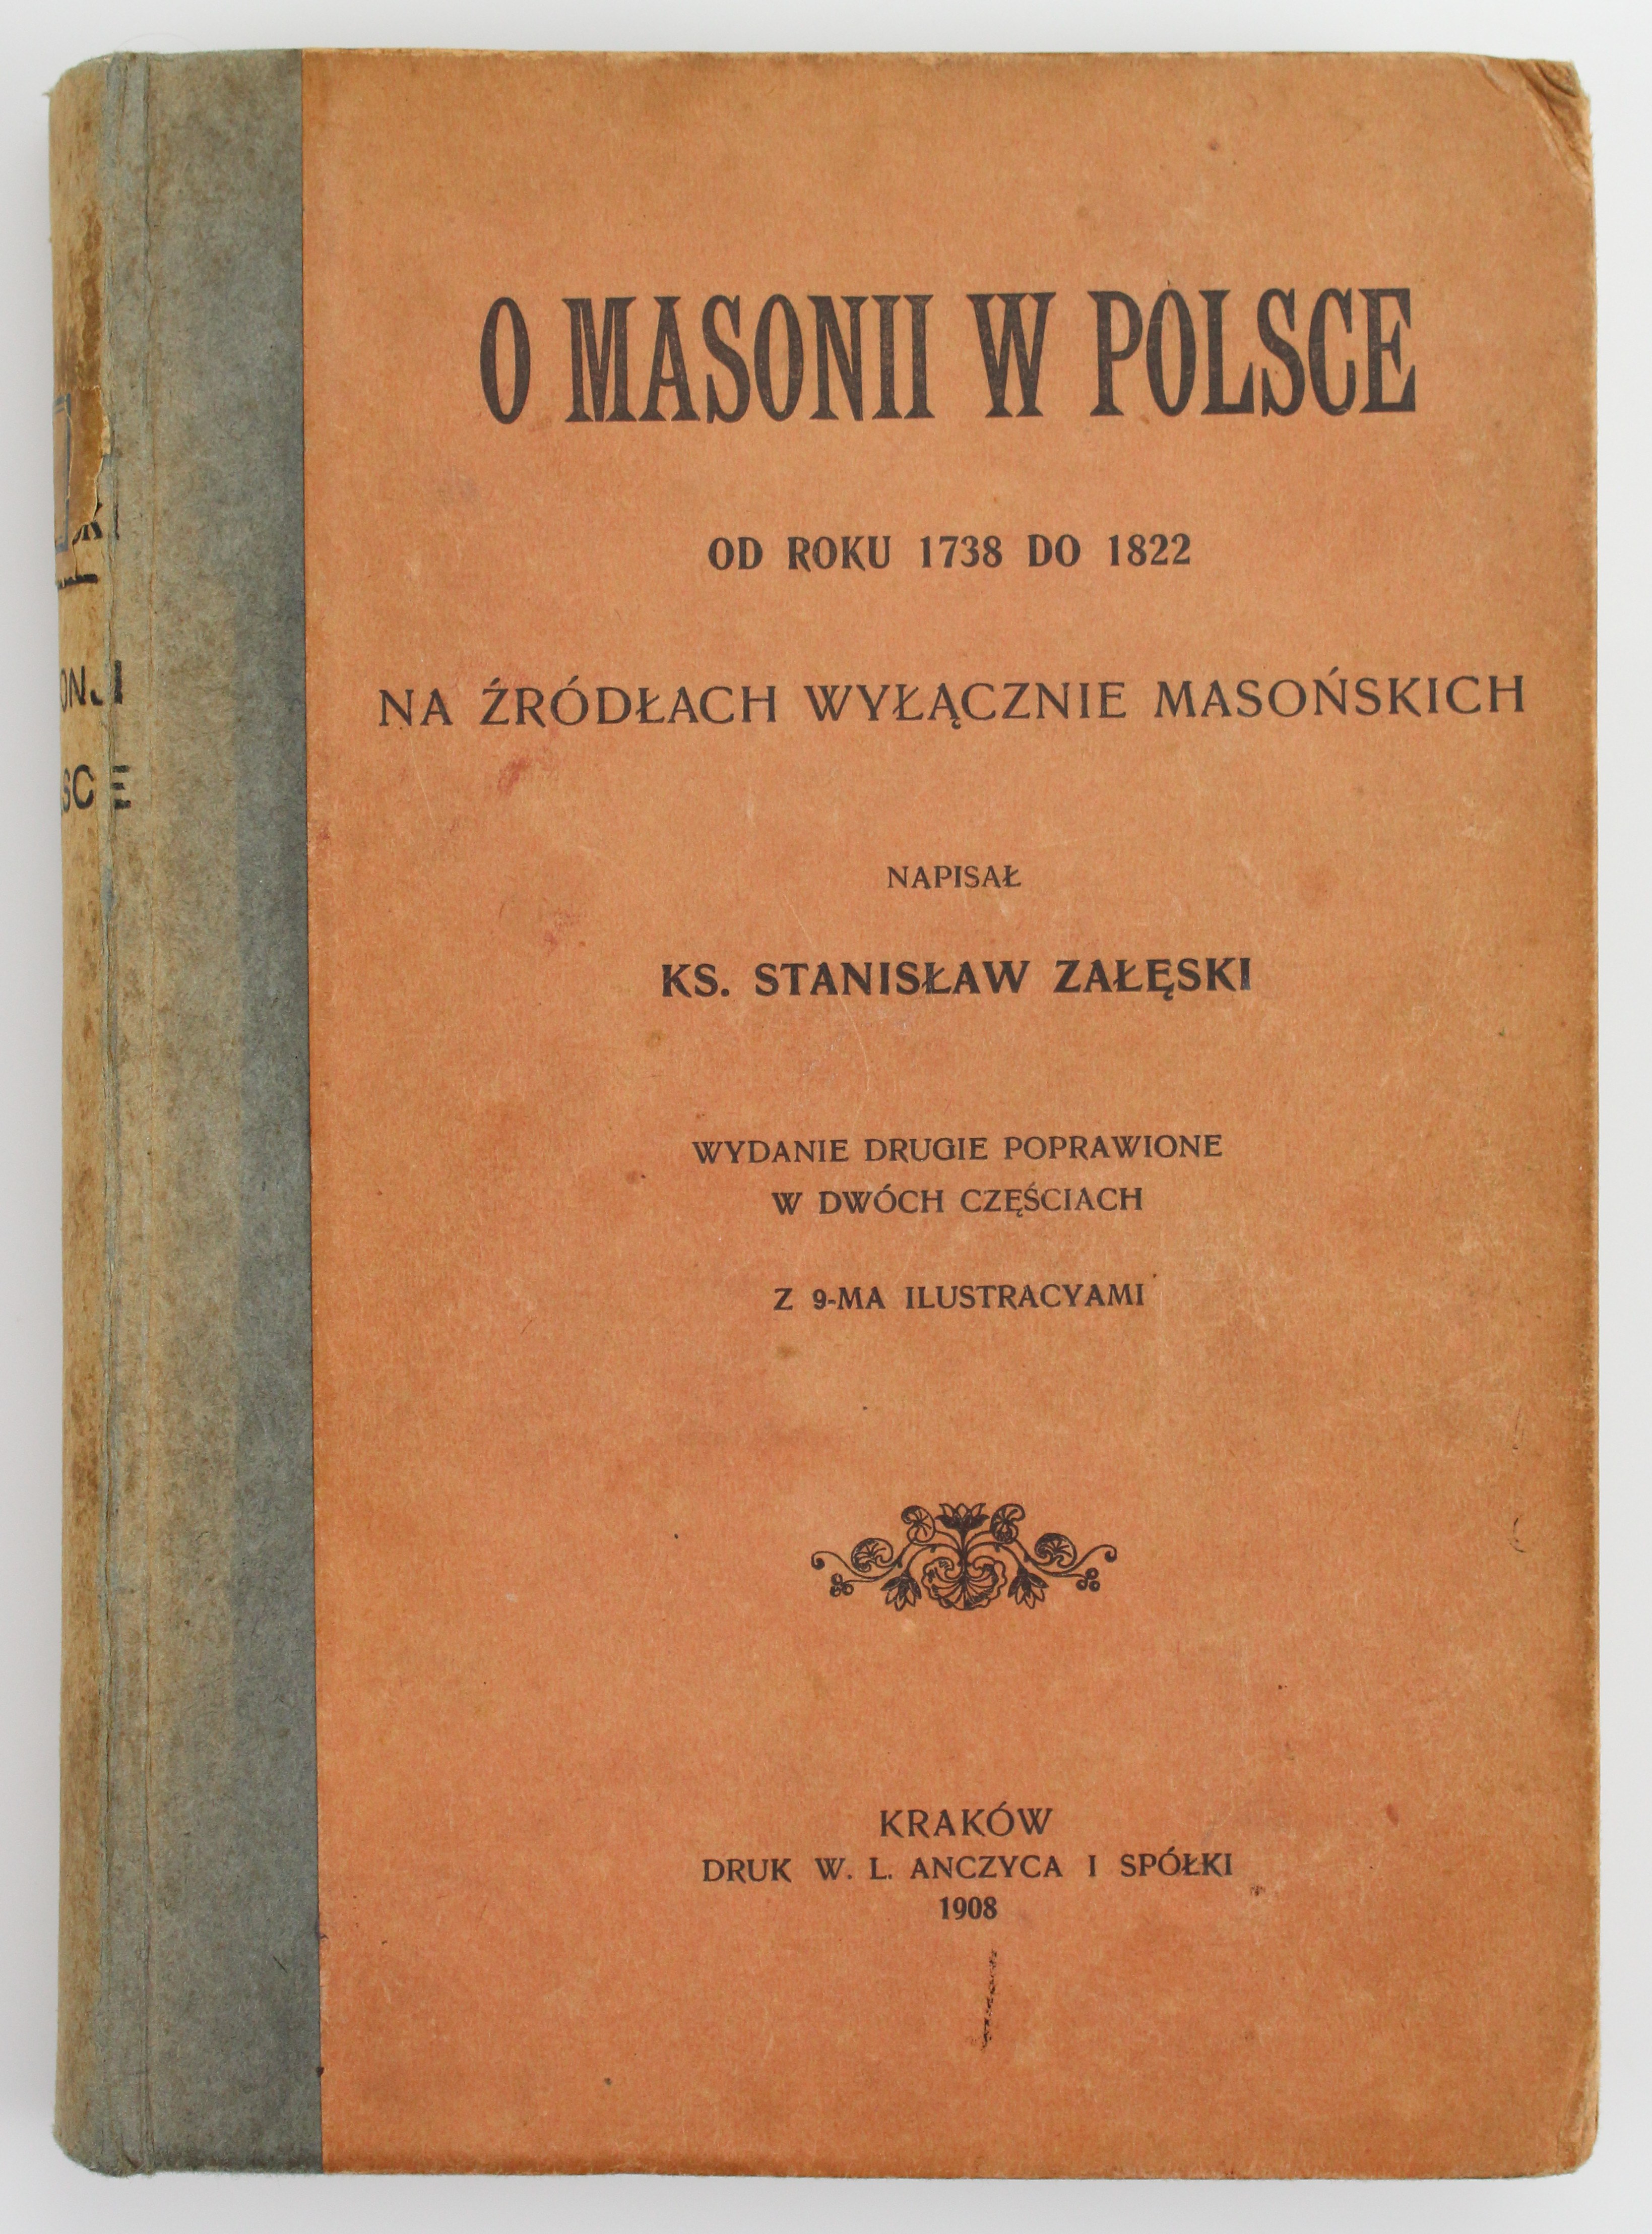 O MASONII W POLSCE
OD ROKU 1738 DO 1822
NA ŹRÓDŁACH WYŁĄCZNIE MASOŃSKICH
NAPISAŁ
KS. STANISŁAW ZAŁĘSKI
WYDANIE DRUGIE POPRAWIONE
W DWÓCH CZĘŚCIACH
Z 9-MA ILUSTRACYAMI
KRAKÓW
DRUK W. L. ANCZYCA I SPÓŁKI
1908